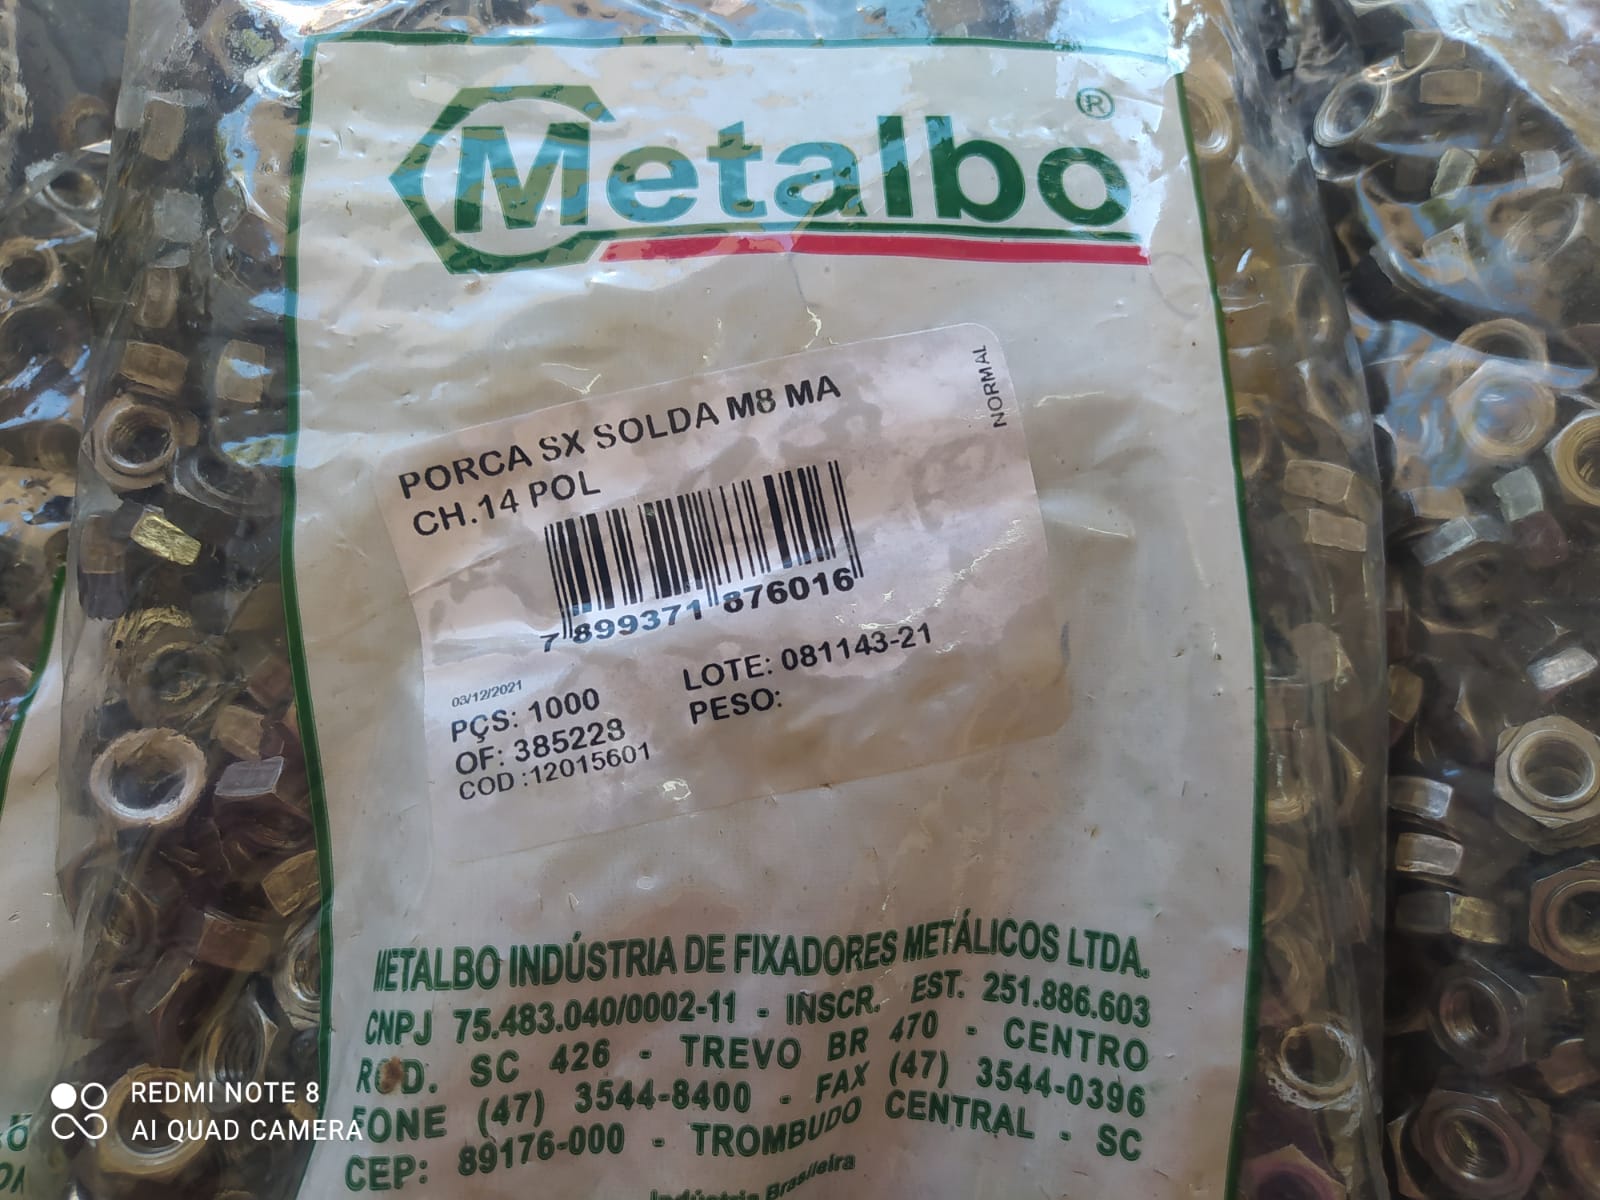 Metalbo®
PORCA SX SOLDA M8 MA
CH.14 POL
NORMAL
7 899371 876016
03/12/2021
PÇS: 1000
LOTE: 081143-21
OF: 385228
PESO:
COD :12015601
METALBO INDÚSTRIA DE FIXADORES METÁLICOS LTDA.
CNPJ 75.483.040/0002-11 - INSCR. EST. 251.886.603
ROD. SC 426 - TREVO BR 470 - CENTRO
FONE (47) 3544-8400 - FAX (47) 3544-0396
CEP: 89176-000 - TROMBUDO CENTRAL - SC
Indústria Brasileira
REDMI NOTE 8
AI QUAD CAMERA